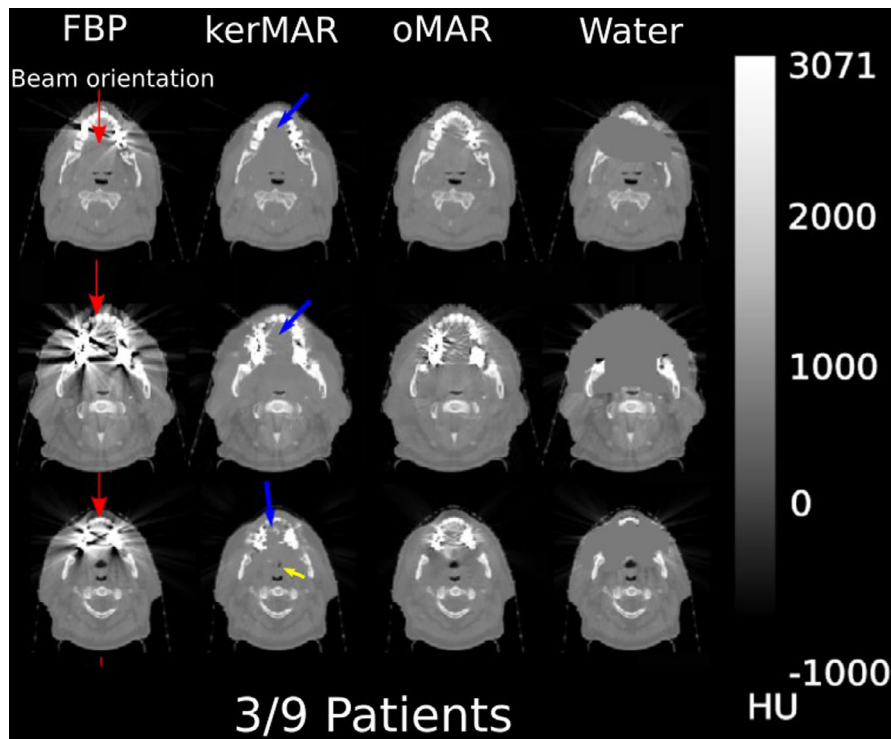 FBP kerMAR oMAR Water
Beam orientation
3071
2000
1000
0
-1000
HU
3/9 Patients